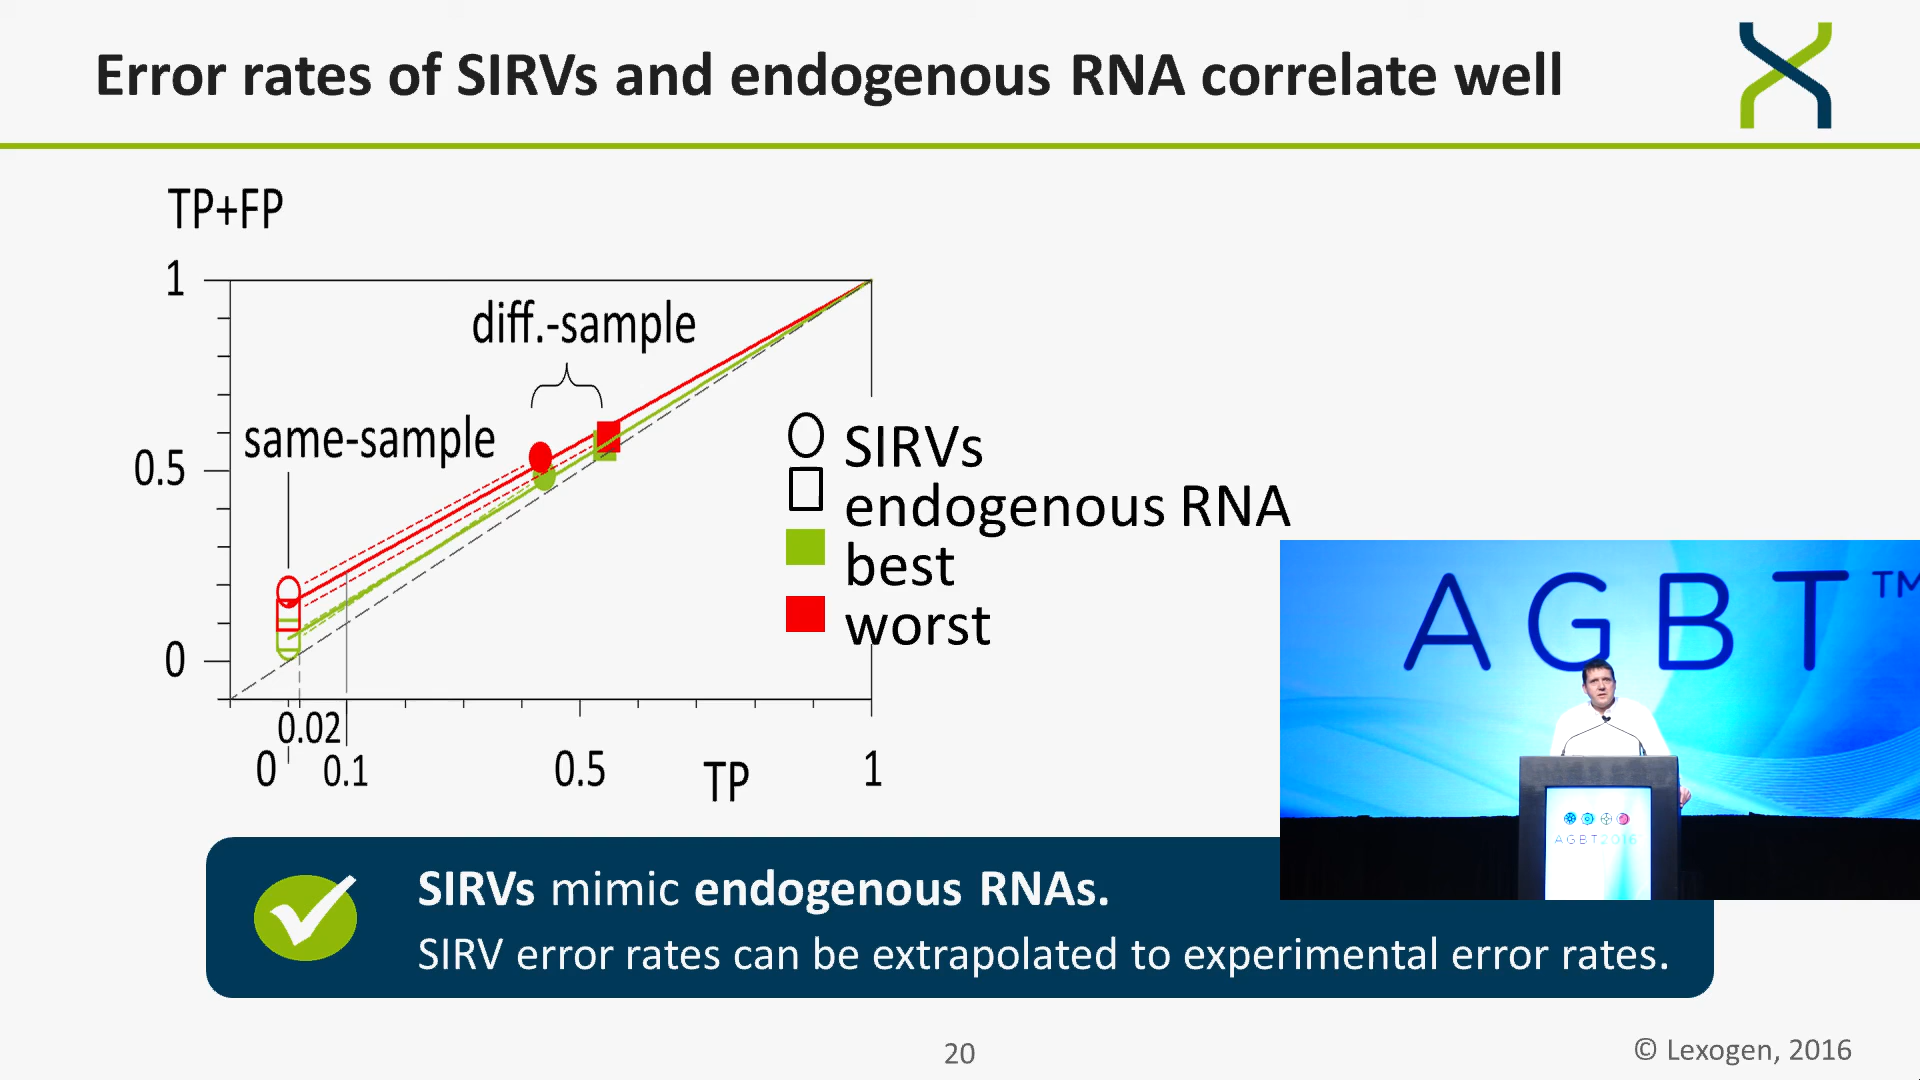 Error rates of SIRVs and endogenous RNA correlate well
TP+FP
1
diff.-sample
same-sample
0.5
0
0.02
0 0.1 0.5 TP 1
SIRVs
endogenous RNA
best
worst
AGBT™
AGBT2016
SIRVs mimic endogenous RNAs.
SIRV error rates can be extrapolated to experimental error rates.
20
© Lexogen, 2016